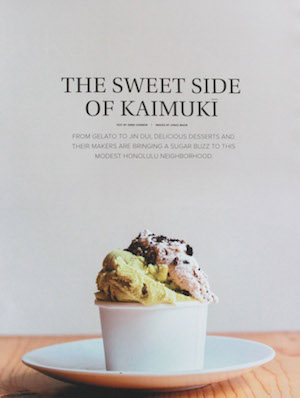 THE SWEET SIDE
OF KAIMUKĪ
FROM GELATO TO JIN DUI, DELICIOUS DESSERTS AND
THEIR MAKERS ARE BRINGING A SUGAR BUZZ TO THIS
MODEST HONOLULU NEIGHBORHOOD.